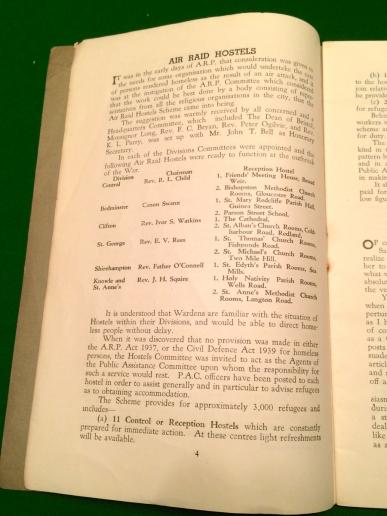 AIR RAID HOSTELS
IT was in the early days of A.R.P. that consideration was given to
the needs for some organisation which would undertake the care
of persons rendered homeless as the result of an air attack, and it
was at the instigation of the A.R.P. Committee which considered
that the work could be best done by a body consisting of repre-
sentatives from all the religious organisations in the city, that the
Air Raid Hostels Scheme came into being.
The suggestion was warmly received by all concerned and a
Headquarters Committee, which included The Dean of Bristol,
Monsignor Long, Rev. F. C. Bryan, Rev. Peter Ogilvie, and Rev.
K. L. Parry, was set up with Mr. John T. Bell as Honorary
Secretary.
In each of the Divisions Committees were appointed and the
following Air Raid Hostels were ready to function at the outbreak
of the War.
Division Chairman Reception Hostel
Central Rev. R. L. Child 1. Friends' Meeting House, Broad
Weir.
2. Bishopston Methodist Church
Rooms, Gloucester Road.
Bedminster Canon Swann 1. St. Mary Redcliffe Parish Hall,
Guinea Street.
2. Parson Street School.
Clifton Rev. Ivor S. Watkins 1. The Cathedral.
2. St. Alban's Church Rooms, Cold-
harbour Road, Redland.
St. George Rev. E. V. Rees 1. St. Thomas' Church Rooms,
Fishponds Road.
2. St. Michael's Church Rooms,
Two Mile Hill.
Shirehampton Rev. Father O'Connell 1. St. Edyth's Parish Rooms, Sea
Mills.
Knowle and Rev. J. H. Squire 1. Holy Nativity Parish Rooms,
St. Anne's Wells Road.
2. St. Anne's Methodist Church
Rooms, Langton Road.
It is understood that Wardens are familiar with the situation of
Hostels within their Divisions, and would be able to direct home-
less people without delay.
When it was discovered that no provision was made in either
the A.R.P. Act 1937, or the Civil Defence Act 1939 for homeless
persons, the Hostels Committee was invited to act as the Agents of
the Public Assistance Committee upon whom the responsibility for
such a service would rest. P.A.C. officers have been posted to each
hostel in order to assist generally and in particular to advise refugees
as to obtaining accommodation.
The Scheme provides for approximately 3,000 refugees and
includes—
(a) 11 Control or Reception Hostels which are constantly
prepared for immediate action. At these centres light refreshments
will be available.
4